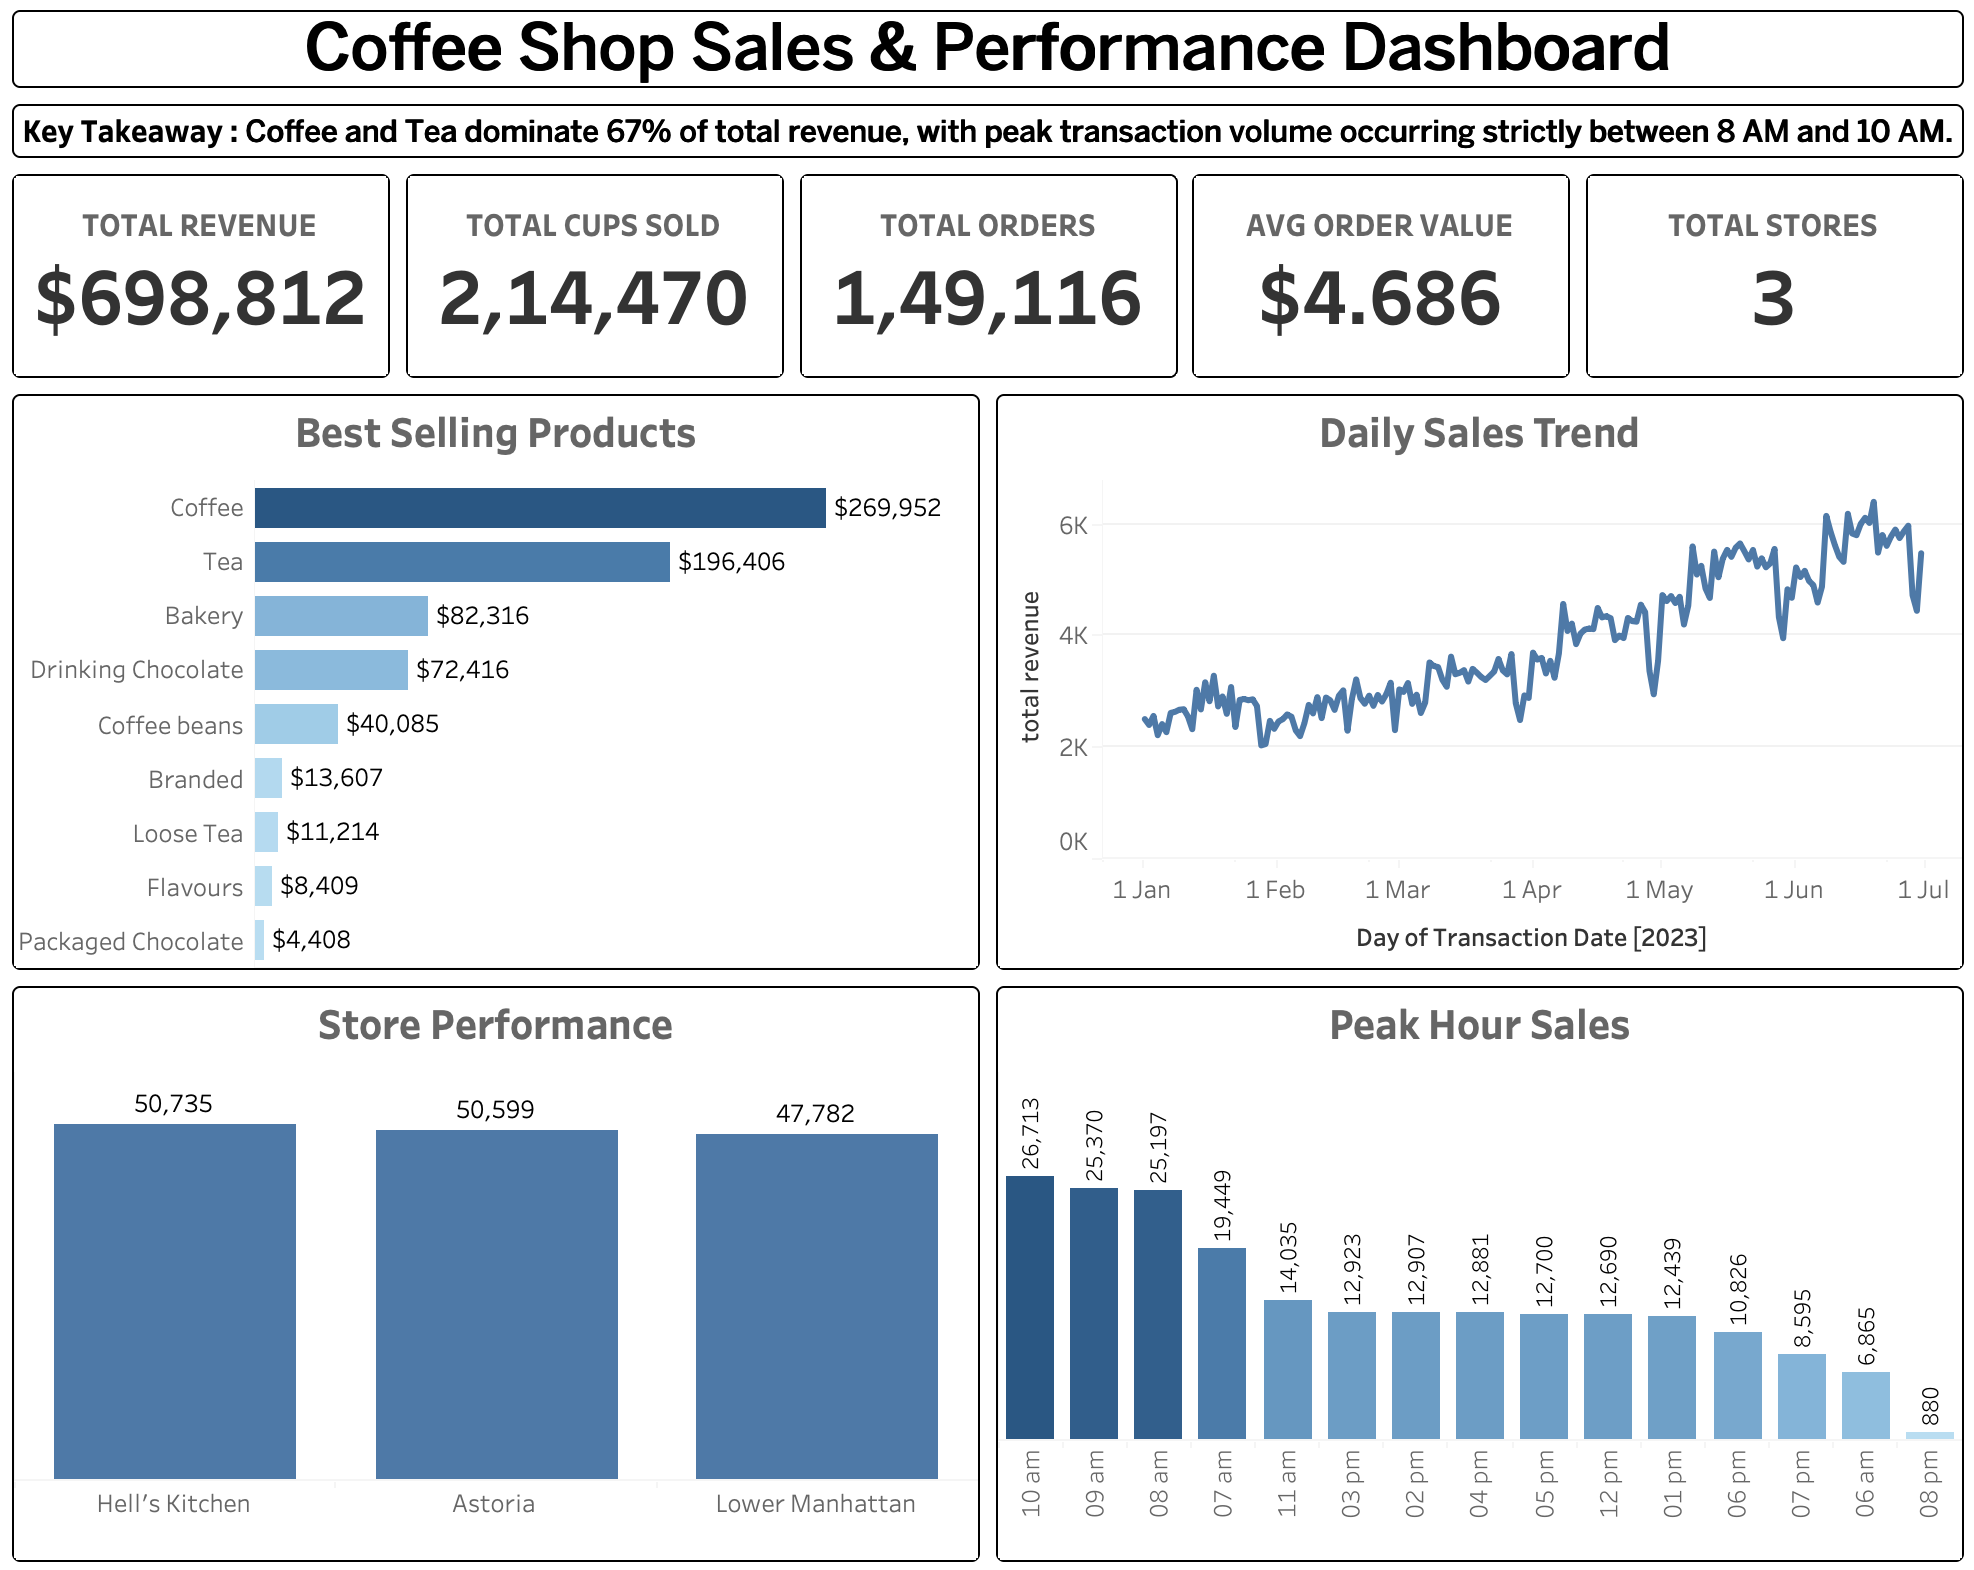 Coffee Shop Sales & Performance Dashboard
Key Takeaway : Coffee and Tea dominate 67% of total revenue, with peak transaction volume occurring strictly between 8 AM and 10 AM.
TOTAL REVENUE
$698,812
TOTAL CUPS SOLD
2,14,470
TOTAL ORDERS
1,49,116
AVG ORDER VALUE
$4.686
TOTAL STORES
3
Best Selling Products
Coffee $269,952
Tea $196,406
Bakery $82,316
Drinking Chocolate $72,416
Coffee beans $40,085
Branded $13,607
Loose Tea $11,214
Flavours $8,409
Packaged Chocolate $4,408
Daily Sales Trend
total revenue
6K
4K
2K
0K
1 Jan 1 Feb 1 Mar 1 Apr 1 May 1 Jun 1 Jul
Day of Transaction Date [2023]
Store Performance
50,735 50,599 47,782
Hell's Kitchen Astoria Lower Manhattan
Peak Hour Sales
26,713 25,370 25,197 19,449 14,035 12,923 12,907 12,881 12,700 12,690 12,439 10,826 8,595 6,865 880
10 am 09 am 08 am 07 am 11 am 03 pm 02 pm 04 pm 05 pm 12 pm 01 pm 06 pm 07 pm 06 am 08 pm